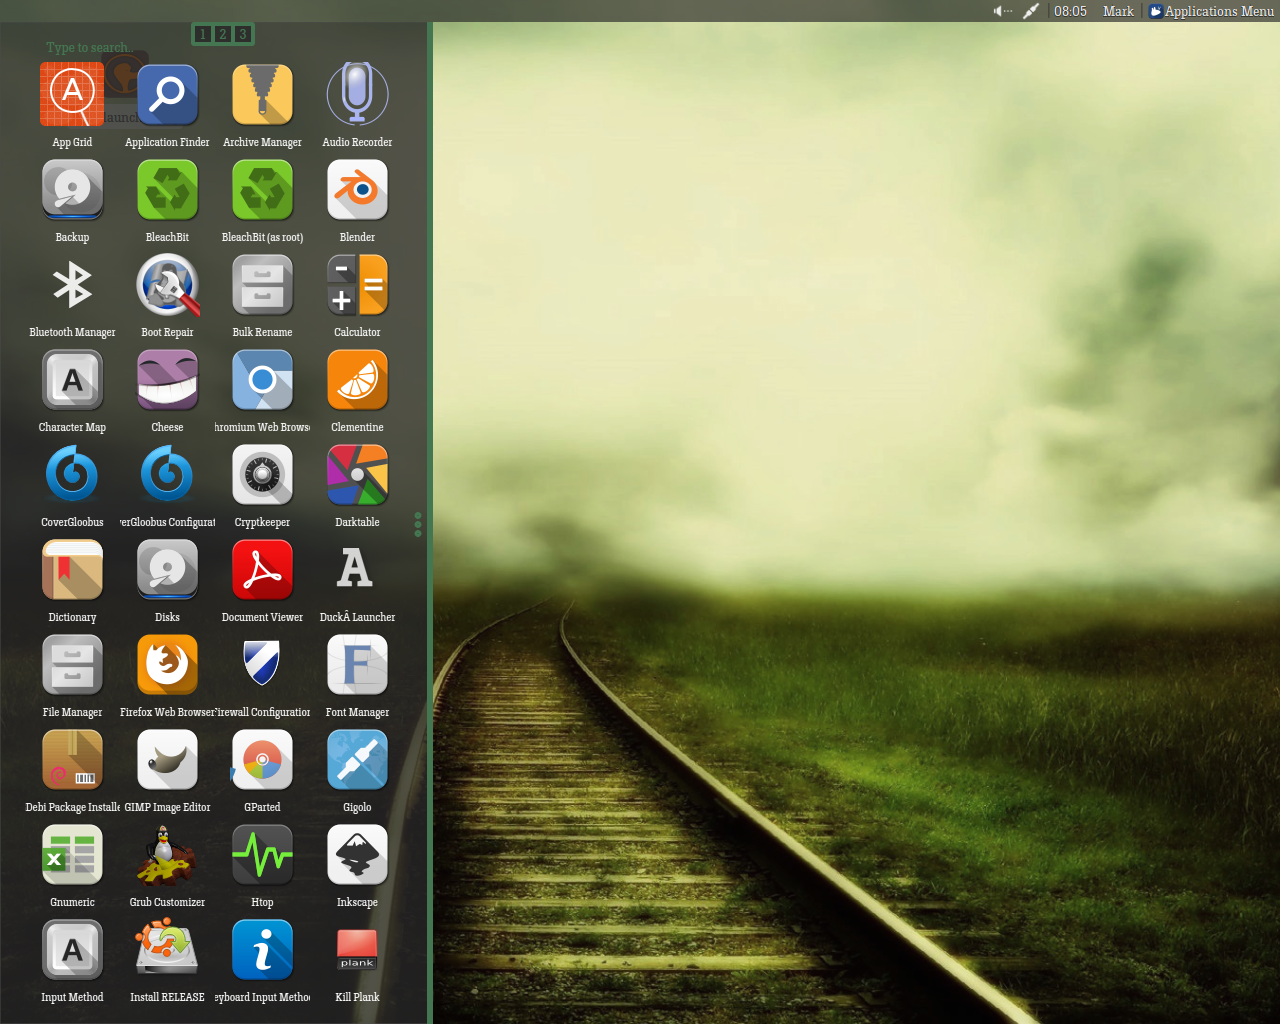 08:05 Mark Applications Menu
1 2 3
Type to search..
App Grid Application Finder Archive Manager Audio Recorder
Backup BleachBit BleachBit (as root) Blender
Bluetooth Manager Boot Repair Bulk Rename Calculator
Character Map Cheese hromium Web Brows Clementine
CoverGloobus verGloobus Configurat Cryptkeeper Darktable
Dictionary Disks Document Viewer DuckÂ Launcher
File Manager Firefox Web Browser Firewall Configuration Font Manager
Debi Package Installe GIMP Image Editor GParted Gigolo
Gnumeric Grub Customizer Htop Inkscape
plank
Input Method Install RELEASE eyboard Input Metho Kill Plank